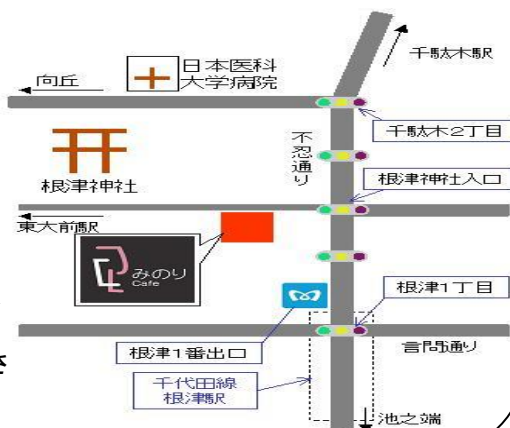 千駄木駅
日本医科
大学病院
向丘
千駄木2丁目
不忍通り
根津神社
根津神社入口
東大前駅
みのり
Cafe
根津1丁目
根津1番出口
言問通り
千代田線
根津駅
池之端